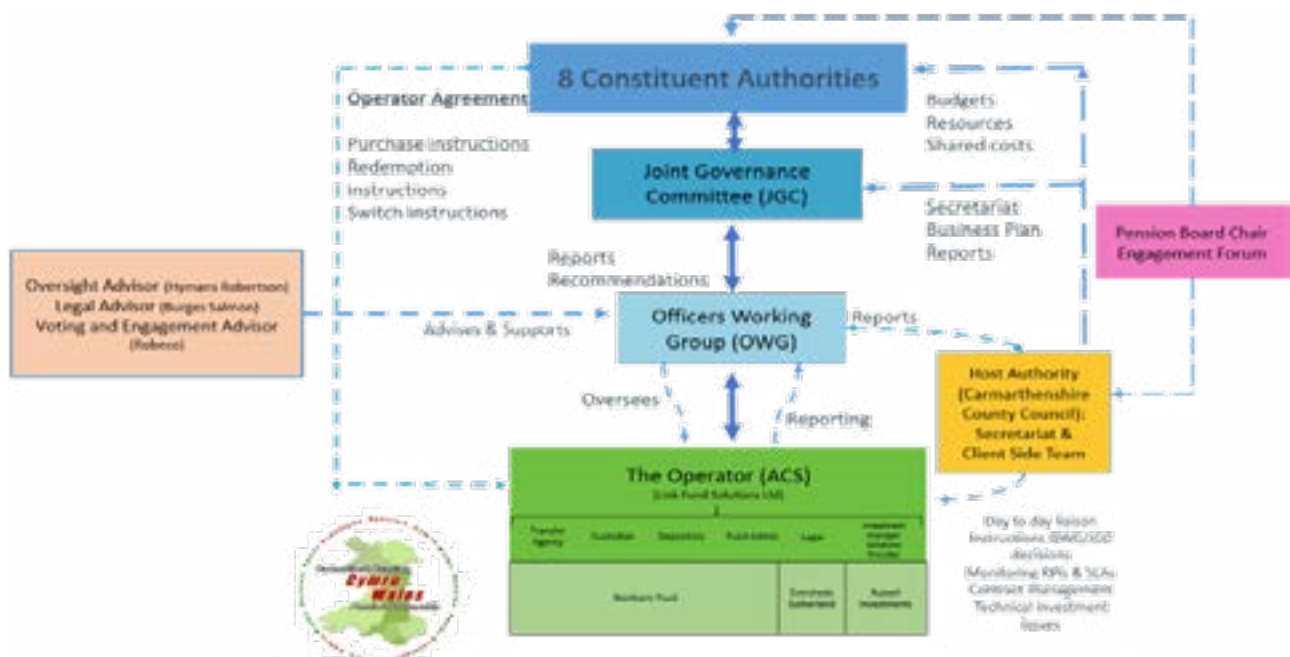 8 Constituent Authorities
Operator Agreement
Purchase Instructions
Redemption
Instructions
Switch Instructions
Budgets
Resources
Shared costs
Joint Governance
Committee (JGC)
Secretariat
Business Plan
Reports
Pension Board Chair
Engagement Forum
Oversight Advisor (Hymans Robertson)
Legal Advisor (Burges Salmon)
Voting and Engagement Advisor
(Robeco)
Reports
Recommendations
Advises & Supports
Officers Working
Group (OWG)
Reports
Host Authority
(Carmarthenshire
County Council):
Secretariat &
Client Side Team
Oversees
Reporting
The Operator (ACS)
(Link Fund Solutions Ltd)
Transfer
Agency
Custodian
Depositary
Fund Admin
Legal
Investment
Manager
Solutions
Provider
Northern Trust
Eversheds
Sutherland
Russell
Investments
Day to day liaison
Instructions OWG/JGC
decisions
Monitoring KPIs & SLAs
Contract management
Technical investment
issues
Cymru
Wales